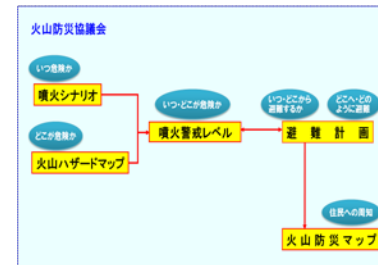 火山防災協議会
いつ危険か
噴火シナリオ
どこが危険か
火山ハザードマップ
いつ・どこが危険か
噴火警戒レベル
いつ・どこから
避難するか
どこへ・どの
ように避難
避難計画
住民への周知
火山防災マップ